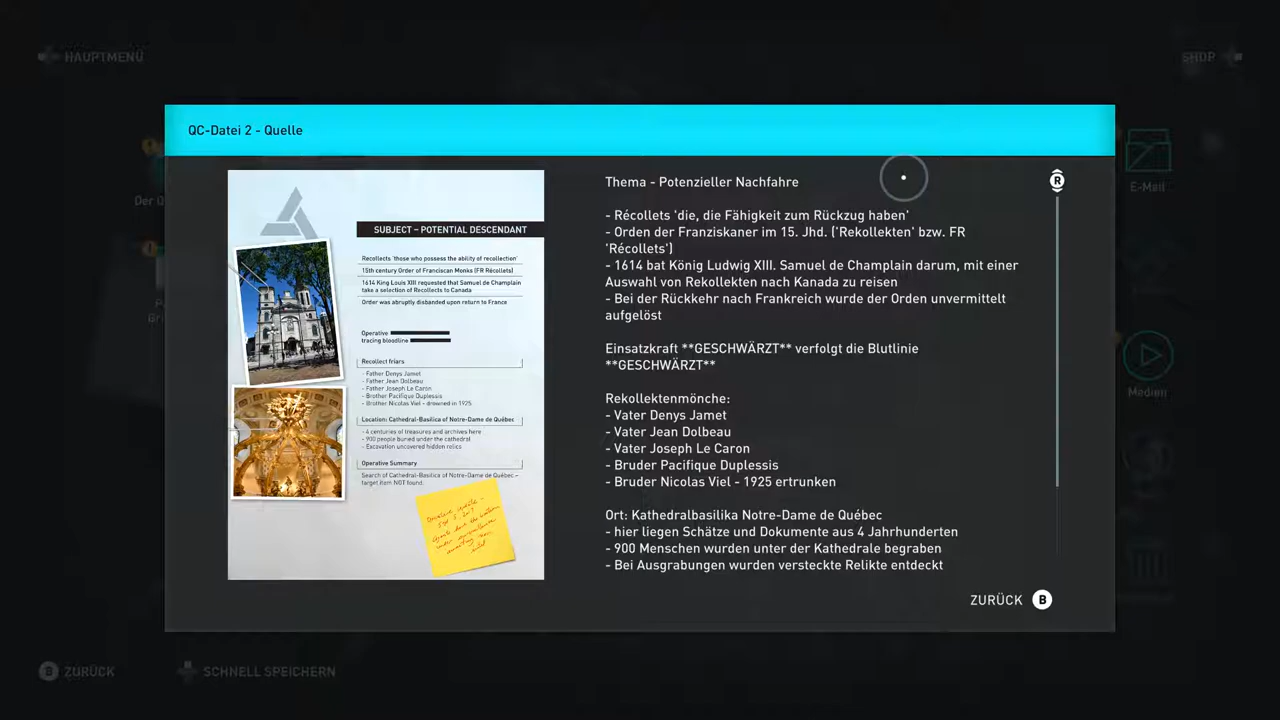 HAUPTMENÜ
SHOP
QC-Datei 2 - Quelle
SUBJECT – POTENTIAL DESCENDANT
Recollects 'those who possess the ability of recollection'
15th century Order of Franciscan Monks (FR Récollets)
1614 King Louis XIII requested that Samuel de Champlain
take a selection of Recollects to Canada
Order was abruptly disbanded upon return to France
Operative
tracing bloodline
Recollect friars
- Father Denys Jamet
- Father Jean Dolbeau
- Father Joseph Le Caron
- Brother Pacifique Duplessis
- Brother Nicolas Viel - drowned in 1925
Location: Cathedral-Basilica of Notre-Dame de Québec
- 4 centuries of treasures and archives here
- 900 people buried under the cathedral
- Excavation uncovered hidden relics
Operative Summary
Search of Cathedral-Basilica of Notre-Dame de Québec –
target item NOT found.
Thema - Potenzieller Nachfahre
- Récollets 'die, die Fähigkeit zum Rückzug haben'
- Orden der Franziskaner im 15. Jhd. ('Rekollekten' bzw. FR
'Récollets')
- 1614 bat König Ludwig XIII. Samuel de Champlain darum, mit einer
Auswahl von Rekollekten nach Kanada zu reisen
- Bei der Rückkehr nach Frankreich wurde der Orden unvermittelt
aufgelöst
Einsatzkraft **GESCHWÄRZT** verfolgt die Blutlinie
**GESCHWÄRZT**
Rekollektenmönche:
- Vater Denys Jamet
- Vater Jean Dolbeau
- Vater Joseph Le Caron
- Bruder Pacifique Duplessis
- Bruder Nicolas Viel - 1925 ertrunken
Ort: Kathedralbasilika Notre-Dame de Québec
- hier liegen Schätze und Dokumente aus 4 Jahrhunderten
- 900 Menschen wurden unter der Kathedrale begraben
- Bei Ausgrabungen wurden versteckte Relikte entdeckt
R
E-Mail
Medien
ZURÜCK B
B ZURÜCK
SCHNELL SPEICHERN